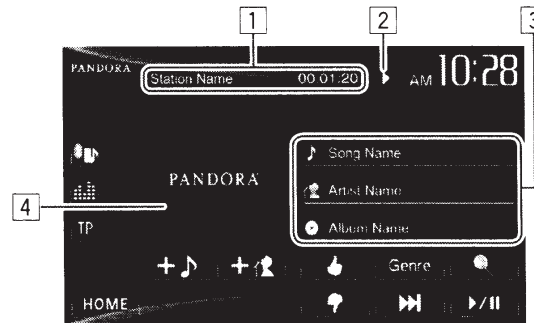 1
2
3
PANDORA
Station Name 00:01:20
AM 10:28
Song Name
PANDORA
Artist Name
4
TP
Album Name
Genre
HOME